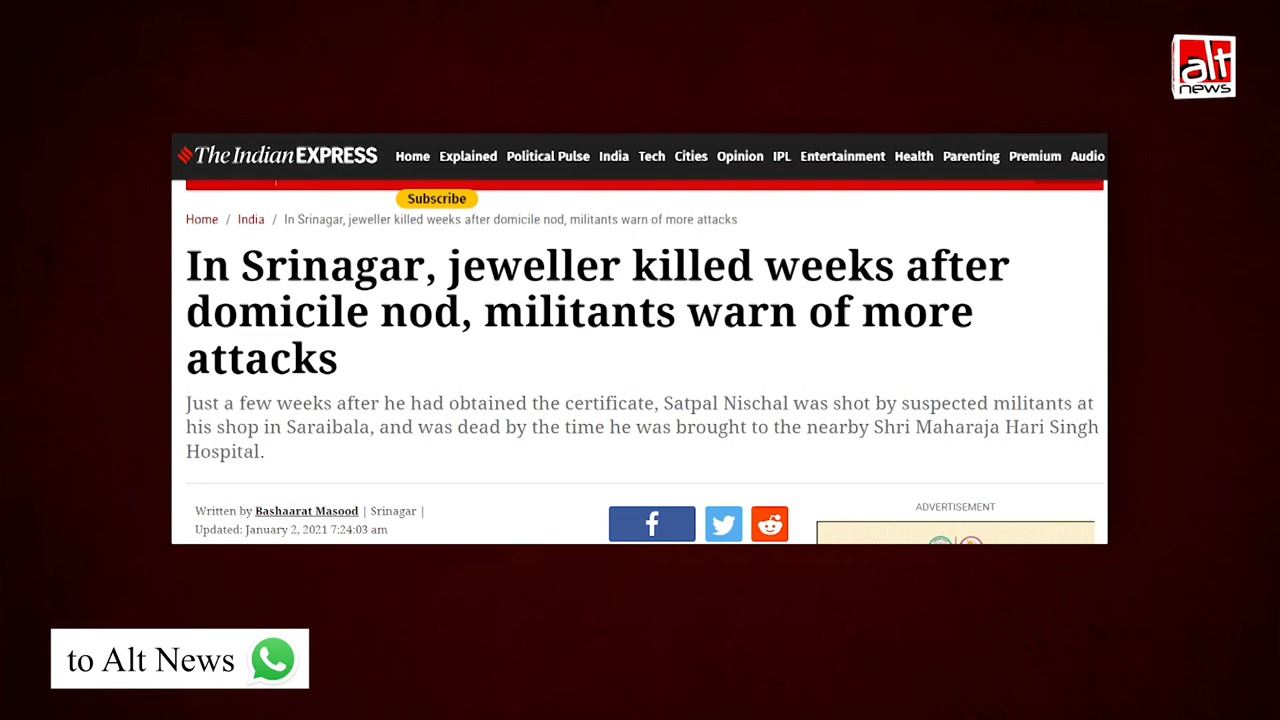 alt
news
The Indian EXPRESS
Home Explained Political Pulse India Tech Cities Opinion IPL Entertainment Health Parenting Premium Audio
Subscribe
Home / India / In Srinagar, jeweller killed weeks after domicile nod, militants warn of more attacks
In Srinagar, jeweller killed weeks after
domicile nod, militants warn of more
attacks
Just a few weeks after he had obtained the certificate, Satpal Nischal was shot by suspected militants at
his shop in Saraibala, and was dead by the time he was brought to the nearby Shri Maharaja Hari Singh
Hospital.
Written by Bashaarat Masood | Srinagar |
Updated: January 2, 2021 7:24:03 am
ADVERTISEMENT
to Alt News